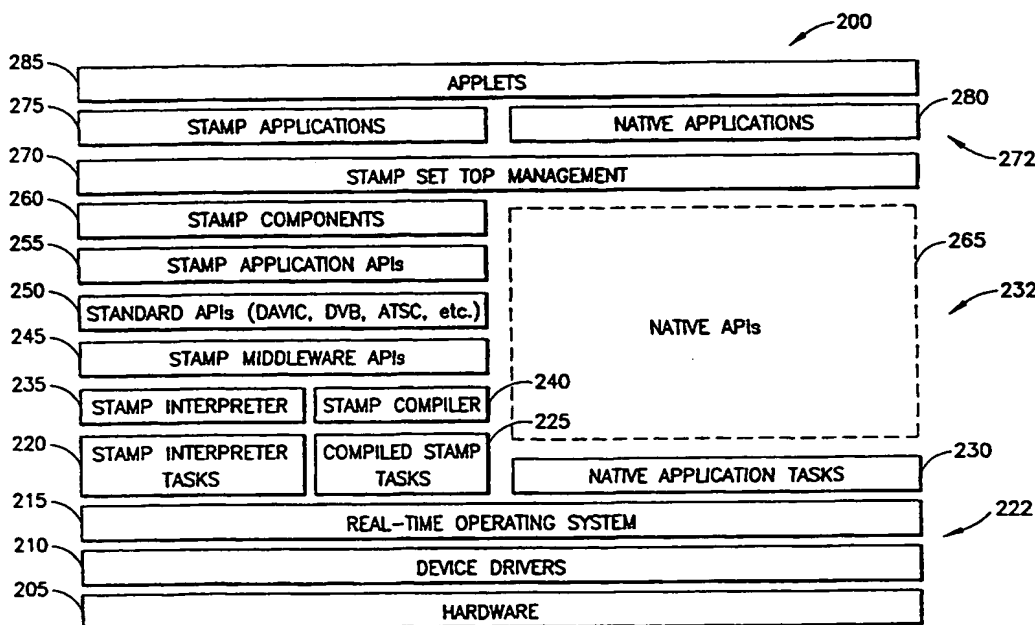 200
285
APPLETS
275
STAMP APPLICATIONS
NATIVE APPLICATIONS
280
272
270
STAMP SET TOP MANAGEMENT
260
STAMP COMPONENTS
265
255
STAMP APPLICATION APIs
232
250
STANDARD APIs (DAVIC, DVB, ATSC, etc.)
NATIVE APIs
245
STAMP MIDDLEWARE APIs
235
STAMP INTERPRETER
STAMP COMPILER
240
225
220
STAMP INTERPRETER
TASKS
COMPILED STAMP
TASKS
NATIVE APPLICATION TASKS
230
215
REAL-TIME OPERATING SYSTEM
222
210
DEVICE DRIVERS
205
HARDWARE